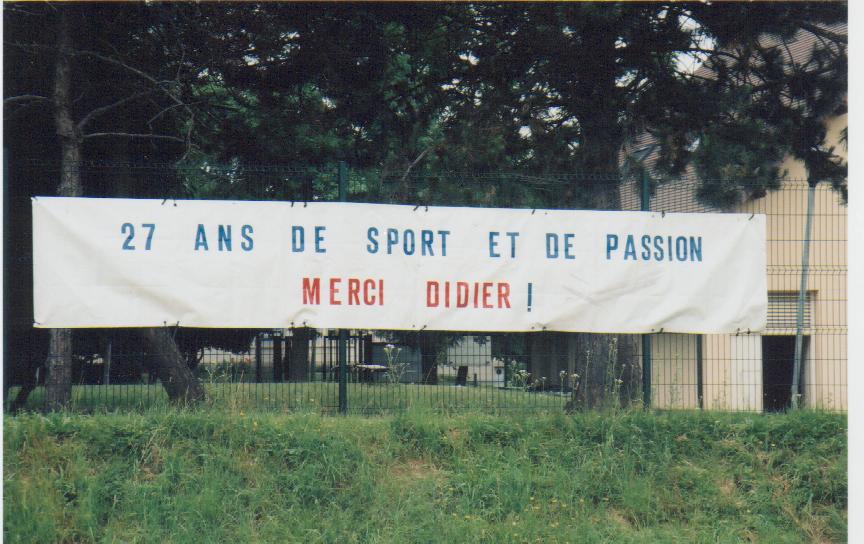 27 ANS DE SPORT ET DE PASSION
MERCI DIDIER !